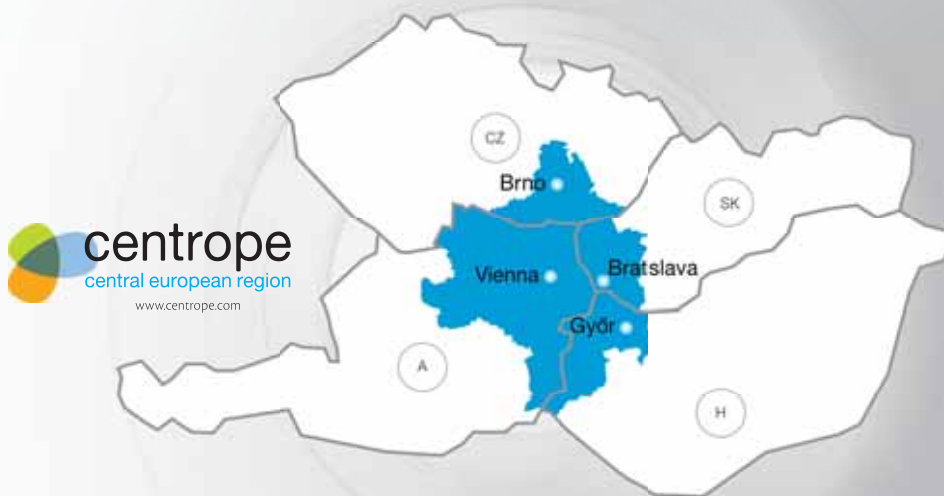 centrope
central european region
www.centrope.com
CZ
Brno
SK
Vienna
Bratslava
Győr
A
H